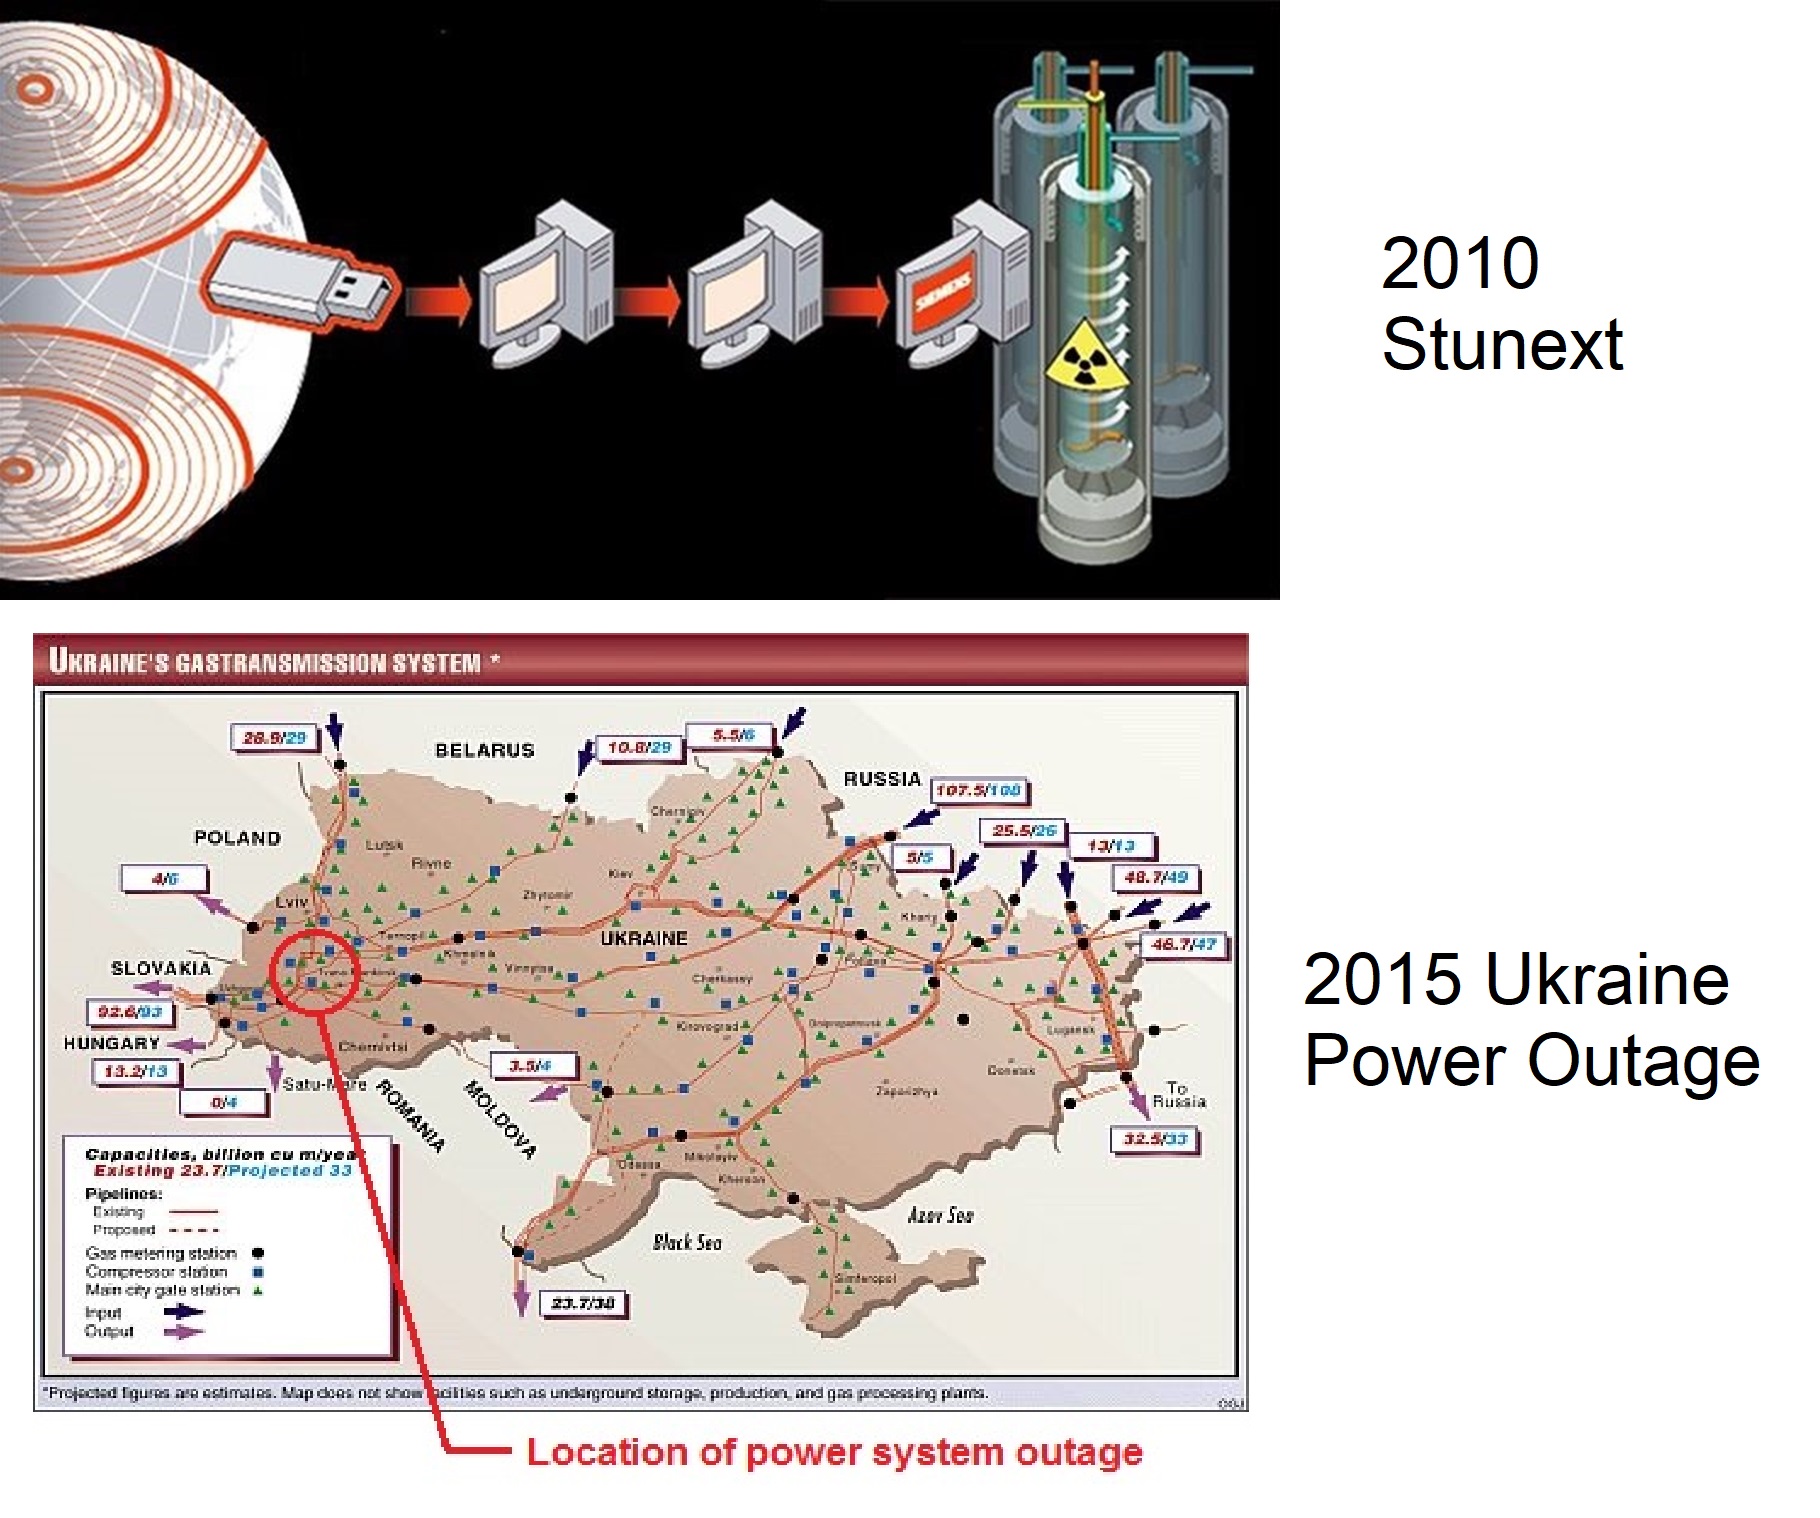 SIEMENS
2010
Stunext
UKRAINE'S GASTRANSMISSION SYSTEM *
28.9/29
BELARUS
10.8/29
5.5/6
RUSSIA
107.5/108
POLAND
25.5/26
13/13
5/5
4/6
48.7/49
Chernigiv
Lutsk
Rivne
Sumy
Kiev
Zhytomir
Lviv
Kharkiv
Ternopil
UKRAINE
46.7/47
Khmelnik
Poltava
SLOVAKIA
Ivano-Frankivsk
Vinnytsa
Cherkassy
92.6/93
Kirovograd
Dnipropetrovsk
Lugansk
HUNGARY
Chernivtsi
13.2/13
3.5/4
Donetsk
Satu-Mare
ROMANIA
MOLDOVA
Zaporizhya
To
Russia
0/4
32.5/33
Capacities, billion cu m/year
Existing 23.7/Projected 33
Odessa
Mikolayiv
Kherson
Pipelines:
Existing
Proposed
Azov Sea
Black Sea
Gas metering station
Compressor station
Main city gate station
Simferopol
Input
Output
23.7/38
*Projected figures are estimates. Map does not show facilities such as underground storage, production, and gas processing plants.
OGJ
Location of power system outage
2015 Ukraine
Power Outage